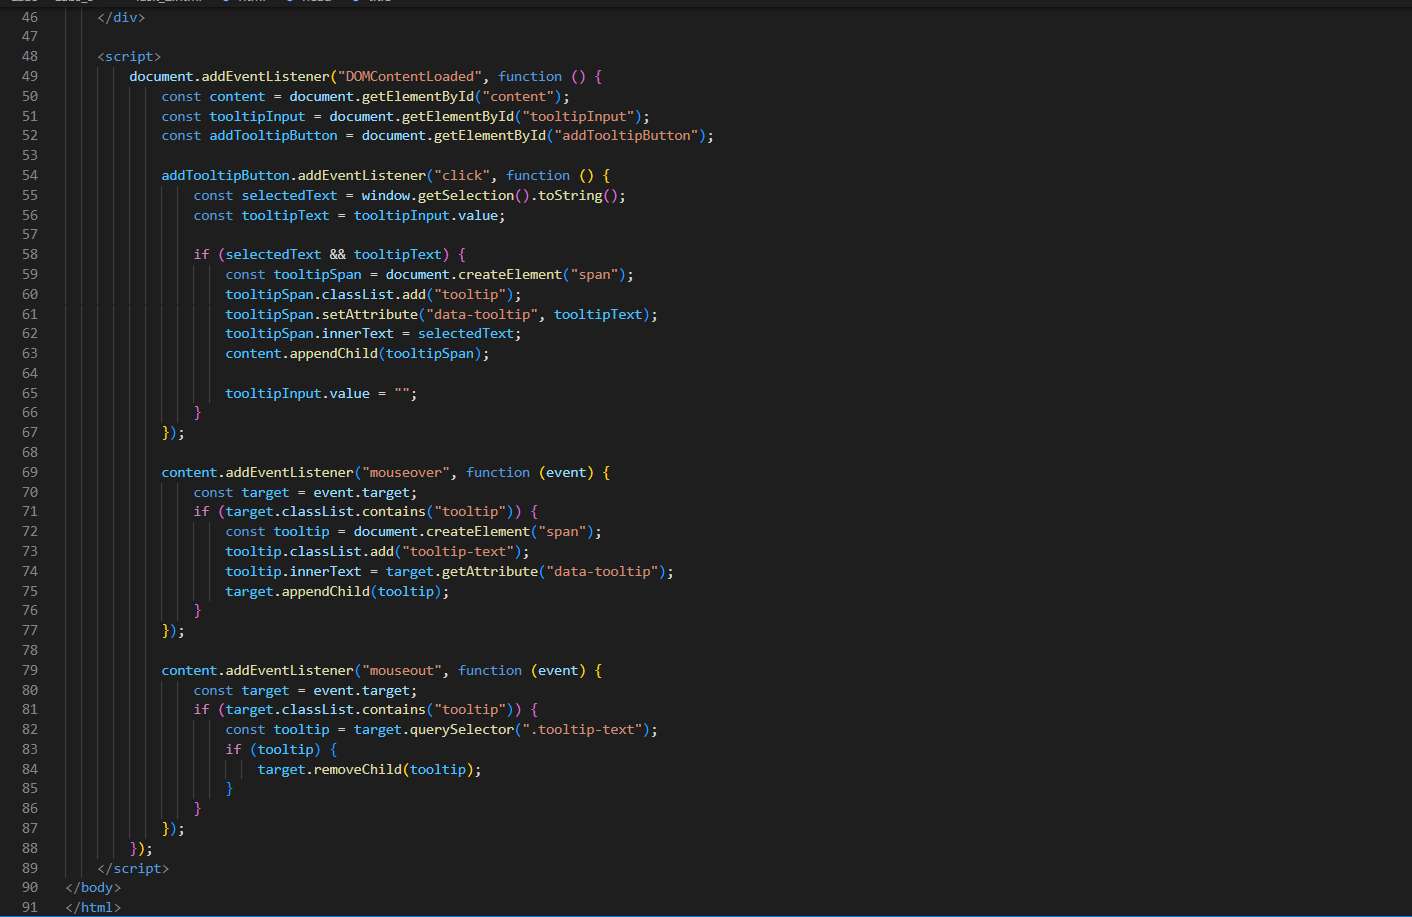 46 </div>
47
48 <script>
49 document.addEventListener("DOMContentLoaded", function () {
50 const content = document.getElementById("content");
51 const tooltipInput = document.getElementById("tooltipInput");
52 const addTooltipButton = document.getElementById("addTooltipButton");
53
54 addTooltipButton.addEventListener("click", function () {
55 const selectedText = window.getSelection().toString();
56 const tooltipText = tooltipInput.value;
57
58 if (selectedText && tooltipText) {
59 const tooltipSpan = document.createElement("span");
60 tooltipSpan.classList.add("tooltip");
61 tooltipSpan.setAttribute("data-tooltip", tooltipText);
62 tooltipSpan.innerText = selectedText;
63 content.appendChild(tooltipSpan);
64
65 tooltipInput.value = "";
66 }
67 });
68
69 content.addEventListener("mouseover", function (event) {
70 const target = event.target;
71 if (target.classList.contains("tooltip")) {
72 const tooltip = document.createElement("span");
73 tooltip.classList.add("tooltip-text");
74 tooltip.innerText = target.getAttribute("data-tooltip");
75 target.appendChild(tooltip);
76 }
77 });
78
79 content.addEventListener("mouseout", function (event) {
80 const target = event.target;
81 if (target.classList.contains("tooltip")) {
82 const tooltip = target.querySelector(".tooltip-text");
83 if (tooltip) {
84 target.removeChild(tooltip);
85 }
86 }
87 });
88 });
89 </script>
90 </body>
91 </html>